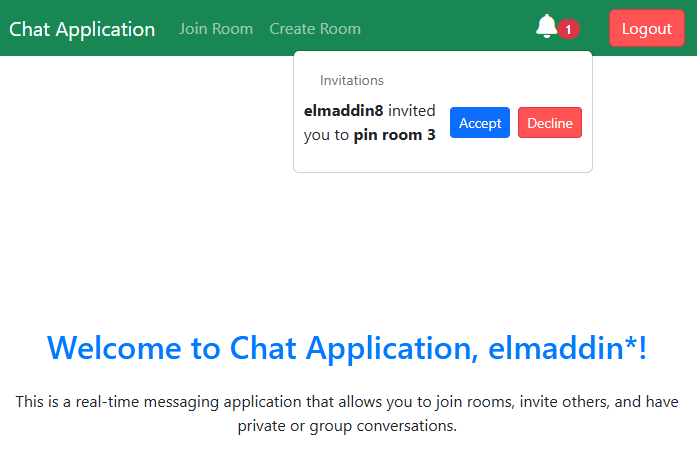 Chat Application Join Room Create Room 1 Logout
Invitations
elmaddin8 invited
you to pin room 3
Accept Decline
Welcome to Chat Application, elmaddin*!
This is a real-time messaging application that allows you to join rooms, invite others, and have
private or group conversations.